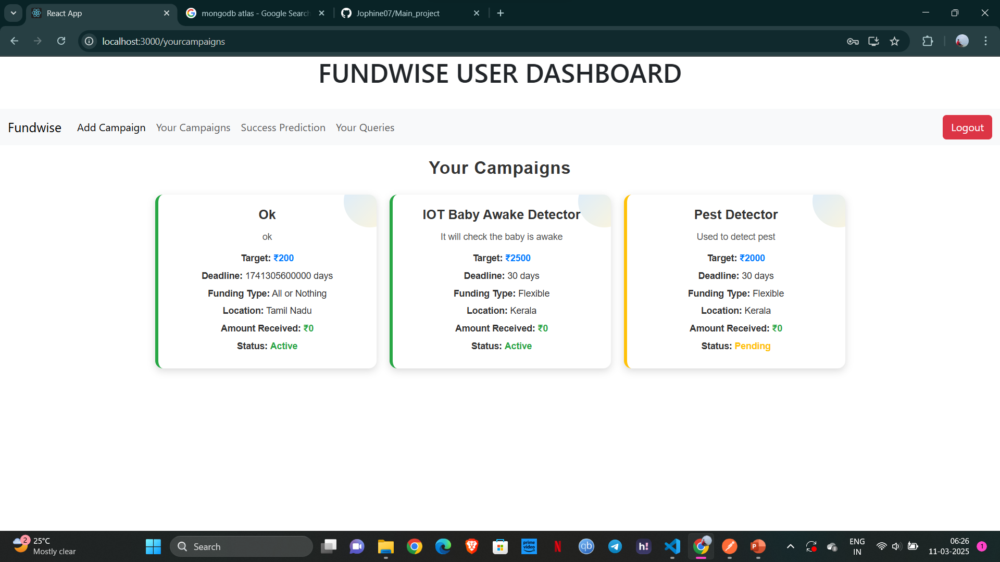 React App
mongodb atlas - Google Search
Jophine07/Main_project
localhost:3000/yourcampaigns
FUNDWISE USER DASHBOARD
Fundwise Add Campaign Your Campaigns Success Prediction Your Queries Logout
Your Campaigns
Ok
ok
Target: ₹200
Deadline: 1741305600000 days
Funding Type: All or Nothing
Location: Tamil Nadu
Amount Received: ₹0
Status: Active
IOT Baby Awake Detector
It will check the baby is awake
Target: ₹2500
Deadline: 30 days
Funding Type: Flexible
Location: Kerala
Amount Received: ₹0
Status: Active
Pest Detector
Used to detect pest
Target: ₹2000
Deadline: 30 days
Funding Type: Flexible
Location: Kerala
Amount Received: ₹0
Status: Pending
2
25°C
Mostly clear
Search
prime
video
N
qb
h!
P
ENG
IN
06:26
11-03-2025
1